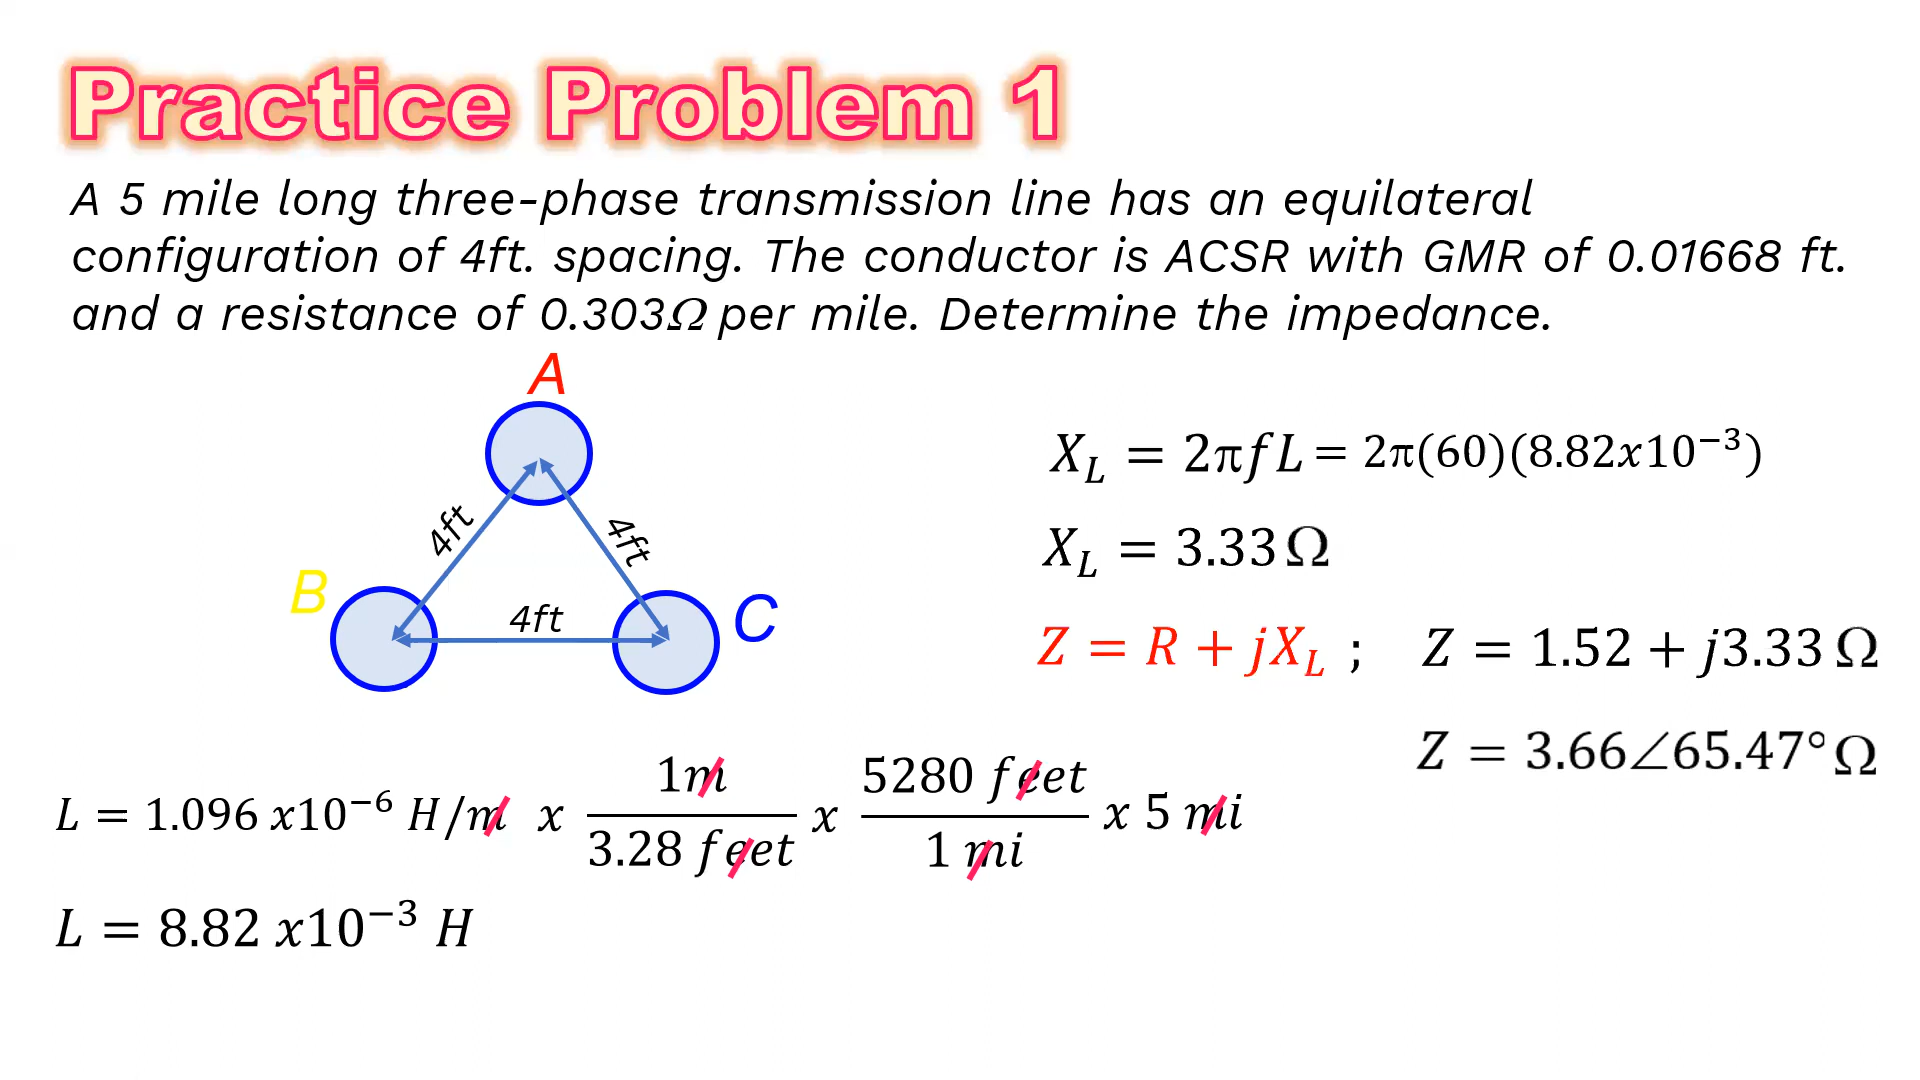 Practice Problem 1
A 5 mile long three-phase transmission line has an equilateral
configuration of 4ft. spacing. The conductor is ACSR with GMR of 0.01668 ft.
and a resistance of 0.303Ω per mile. Determine the impedance.
A
4ft
4ft
B
4ft
C
X_L = 2πfL = 2π(60)(8.82x10⁻³)
X_L = 3.33 Ω
Z = R + jX_L ; Z = 1.52 + j3.33 Ω
Z = 3.66∠65.47° Ω
L = 1.096 x10⁻⁶ H/m x 1m / 3.28 feet x 5280 feet / 1 mi x 5 mi
L = 8.82 x10⁻³ H